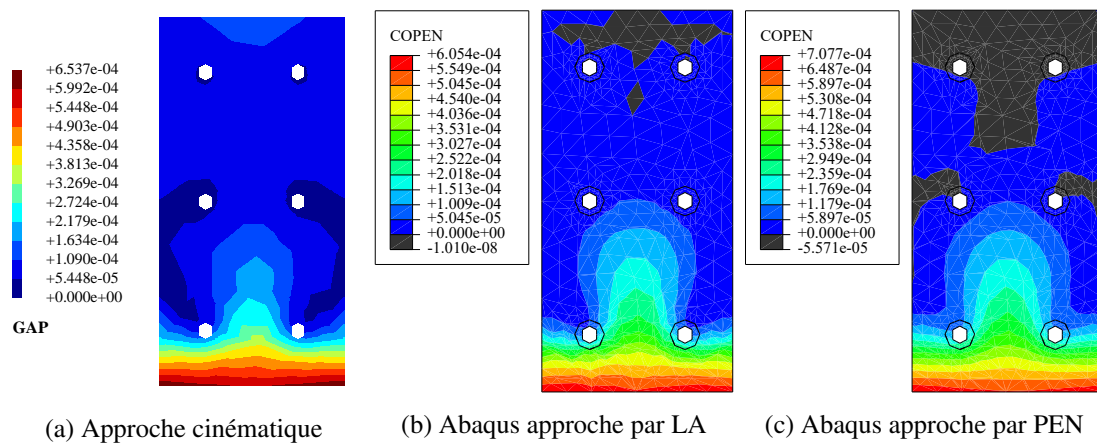 +6.537e-04
+5.992e-04
+5.448e-04
+4.903e-04
+4.358e-04
+3.813e-04
+3.269e-04
+2.724e-04
+2.179e-04
+1.634e-04
+1.090e-04
+5.448e-05
+0.000e+00
GAP
(a) Approche cinématique
COPEN
+6.054e-04
+5.549e-04
+5.045e-04
+4.540e-04
+4.036e-04
+3.531e-04
+3.027e-04
+2.522e-04
+2.018e-04
+1.513e-04
+1.009e-04
+5.045e-05
+0.000e+00
-1.010e-08
(b) Abaqus approche par LA
COPEN
+7.077e-04
+6.487e-04
+5.897e-04
+5.308e-04
+4.718e-04
+4.128e-04
+3.538e-04
+2.949e-04
+2.359e-04
+1.769e-04
+1.179e-04
+5.897e-05
+0.000e+00
-5.571e-05
(c) Abaqus approche par PEN